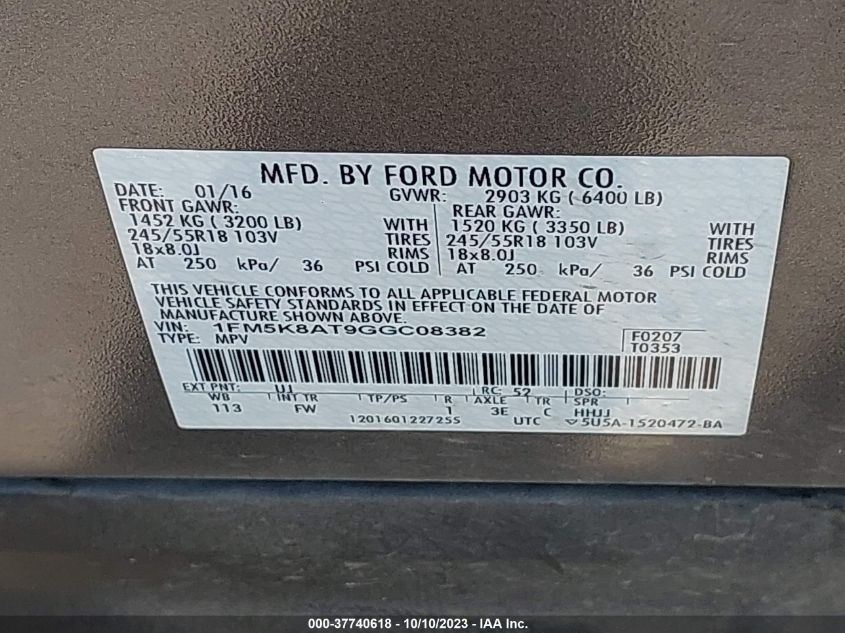 MFD. BY FORD MOTOR CO.
DATE: 01/16 GVWR: 2903 KG ( 6400 LB)
FRONT GAWR: REAR GAWR:
1452 KG ( 3200 LB) WITH 1520 KG ( 3350 LB) WITH
245/55R18 103V TIRES 245/55R18 103V TIRES
18x8.0J RIMS 18x8.0J RIMS
AT 250 kPa/ 36 PSI COLD AT 250 kPa/ 36 PSI COLD
THIS VEHICLE CONFORMS TO ALL APPLICABLE FEDERAL MOTOR
VEHICLE SAFETY STANDARDS IN EFFECT ON THE DATE OF
MANUFACTURE SHOWN ABOVE.
VIN: 1FM5K8AT9GGC08382 F0207
TYPE: MPV T0353
EXT PNT: UJ RC: 52 DSO:
WB INT TR TP/PS R AXLE TR SPR
113 FW 1 3E C HHJJ
12016012272SS UTC ▽5U5A-1520472-BA
000-37740618 - 10/10/2023 - IAA Inc.